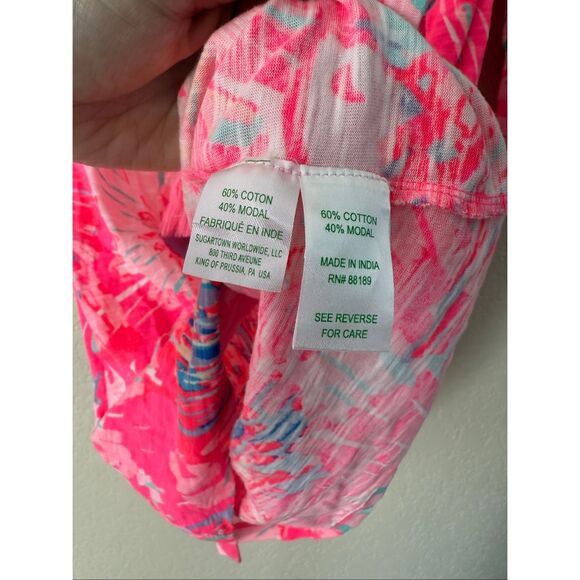 60% COTON
40% MODAL
FABRIQUÉ EN INDE
SUGARTOWN WORLDWIDE, LLC
800 THIRD AVEUNE
KING OF PRUSSIA, PA USA
60% COTTON
40% MODAL
MADE IN INDIA
RN# 88189
SEE REVERSE
FOR CARE